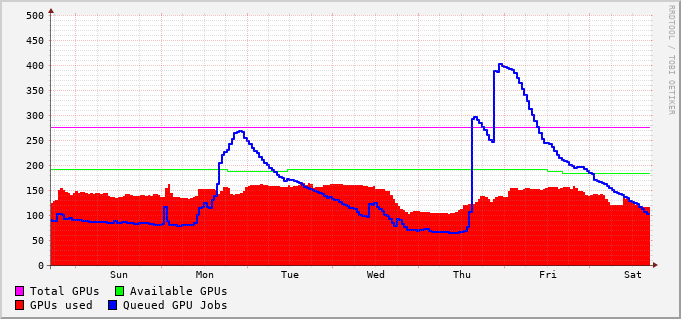 500
450
400
350
300
250
200
150
100
50
0
Sun Mon Tue Wed Thu Fri Sat
Total GPUs Available GPUs
GPUs used Queued GPU Jobs
RRDTOOL / TOBI OETIKER